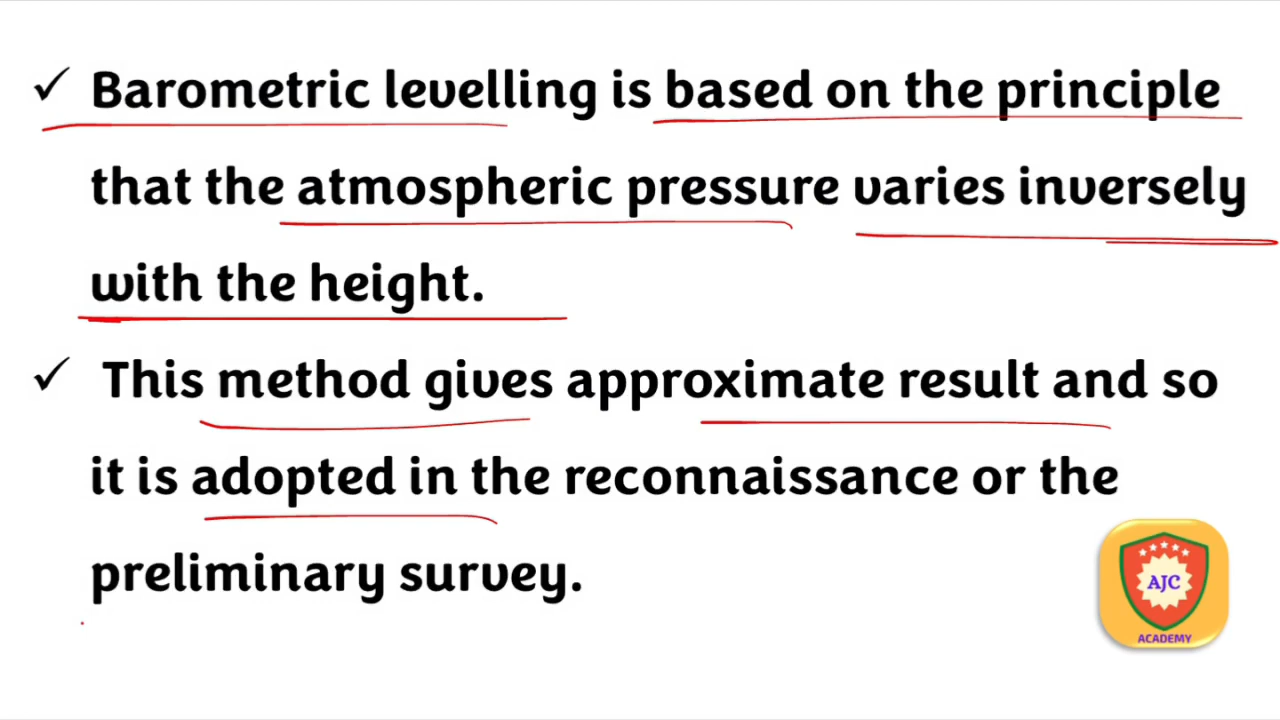 ✓ Barometric levelling is based on the principle
that the atmospheric pressure varies inversely
with the height.
✓ This method gives approximate result and so
it is adopted in the reconnaissance or the
preliminary survey.
AJC
ACADEMY